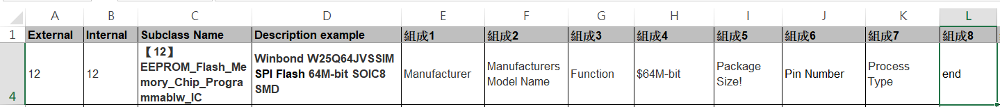 A B C D E F G H I J K L
1 External Internal Subclass Name Description example 組成1 組成2 組成3 組成4 組成5 組成6 組成7 組成8
4
12
12
【12】
EEPROM_Flash_Me
mory_Chip_Progra
mmablw_IC
Winbond W25Q64JVSSIM
SPI Flash 64M-bit SOIC8
SMD
Manufacturer
Manufacturers
Model Name
Function
$64M-bit
Package
Size!
Pin Number
Process
Type
end